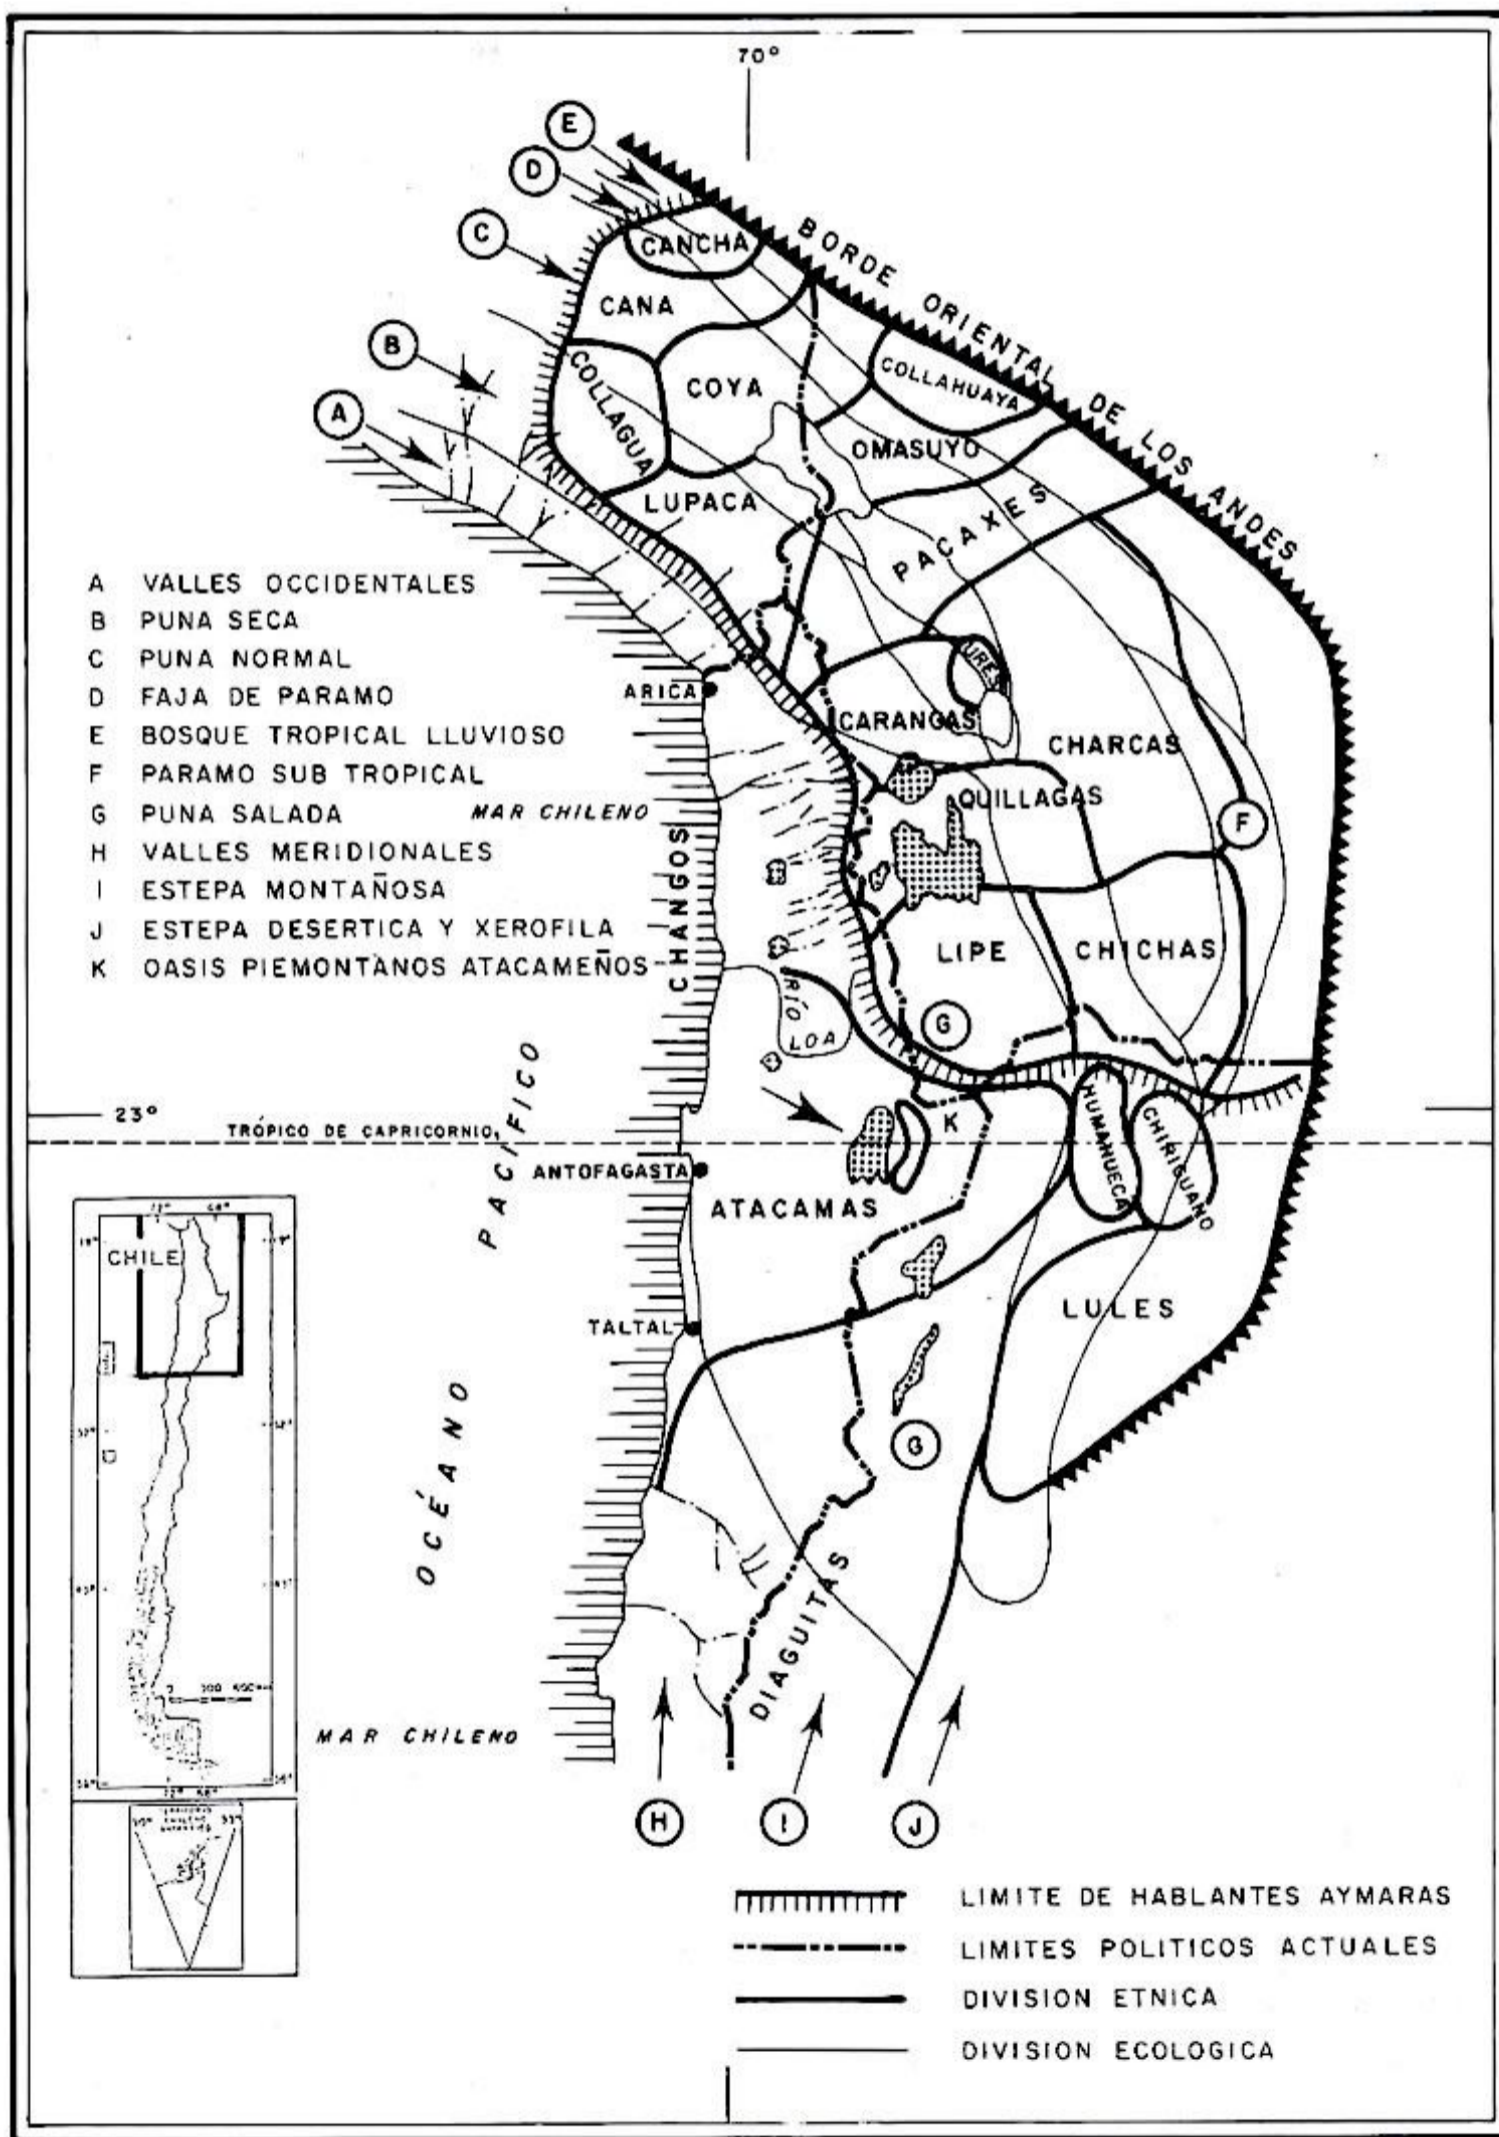 70°
E
D
C
B
A
BORDE ORIENTAL DE LOS ANDES
CANCHA
CANA
COLLAGUA
COYA
COLLAHUAYA
OMASUYO
LUPACA
PACAXES
A VALLES OCCIDENTALES
B PUNA SECA
C PUNA NORMAL
D FAJA DE PARAMO
E BOSQUE TROPICAL LLUVIOSO
F PARAMO SUB TROPICAL
G PUNA SALADA
H VALLES MERIDIONALES
I ESTEPA MONTAÑOSA
J ESTEPA DESERTICA Y XEROFILA
K OASIS PIEMONTANOS ATACAMEÑOS
MAR CHILENO
CHANGOS
ARICA
URES
CARANGAS
CHARCAS
QUILLAGAS
F
LIPE
CHICHAS
RÍO
LOA
G
K
HUMAHUECA
CHIRIGUANO
23°
TRÓPICO DE CAPRICORNIO
ANTOFAGASTA
ATACAMAS
TALTAL
LULES
G
OCÉANO PACIFICO
DIAGUITAS
MAR CHILENO
H
I
J
CHILE
LIMITE DE HABLANTES AYMARAS
LIMITES POLITICOS ACTUALES
DIVISION ETNICA
DIVISION ECOLOGICA